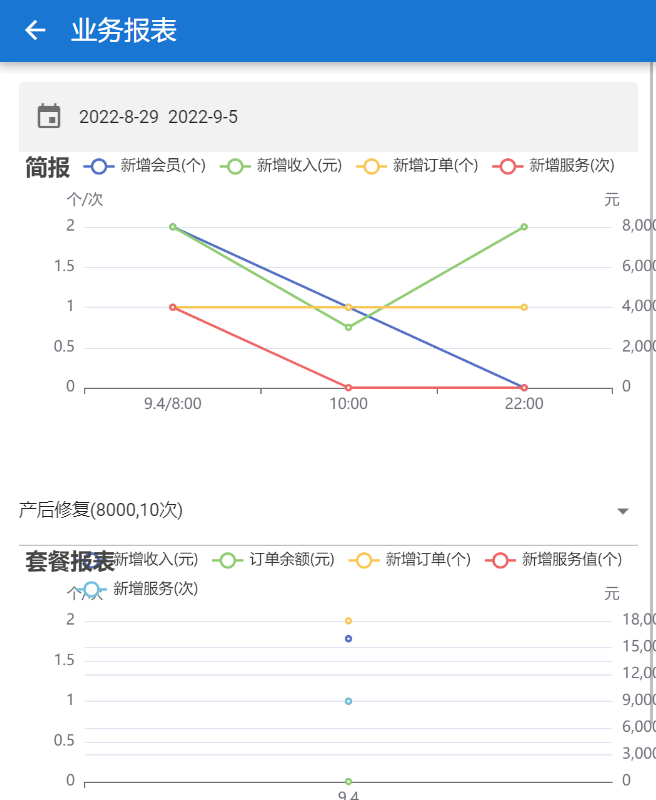 业务报表
2022-8-29 2022-9-5
简报 新增会员(个) 新增收入(元) 新增订单(个) 新增服务(次)
个/次 元
2 8,000
1.5 6,000
1 4,000
0.5 2,000
0 0
9.4/8:00 10:00 22:00
产后修复(8000,10次)
套餐报表 新增收入(元) 订单余额(元) 新增订单(个) 新增服务值(个)
新增服务(次)
个/次 元
2 18,000
15,000
1.5
12,000
1 9,000
0.5 6,000
3,000
0 0
9.4